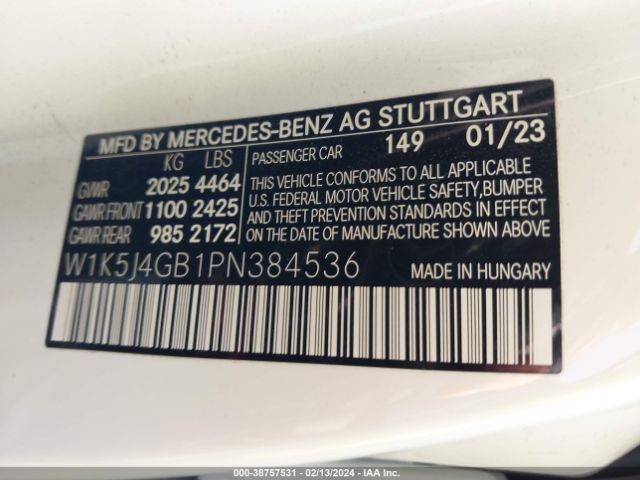 MFD BY MERCEDES-BENZ AG STUTTGART
KG LBS
GVWR 2025 4464
GAWR FRONT 1100 2425
GAWR REAR 985 2172
PASSENGER CAR 149 01/23
THIS VEHICLE CONFORMS TO ALL APPLICABLE
U.S. FEDERAL MOTOR VEHICLE SAFETY,BUMPER
AND THEFT PREVENTION STANDARDS IN EFFECT
ON THE DATE OF MANUFACTURE SHOWN ABOVE
W1K5J4GB1PN384536
MADE IN HUNGARY
000-38757531 - 02/13/2024 - IAA Inc.